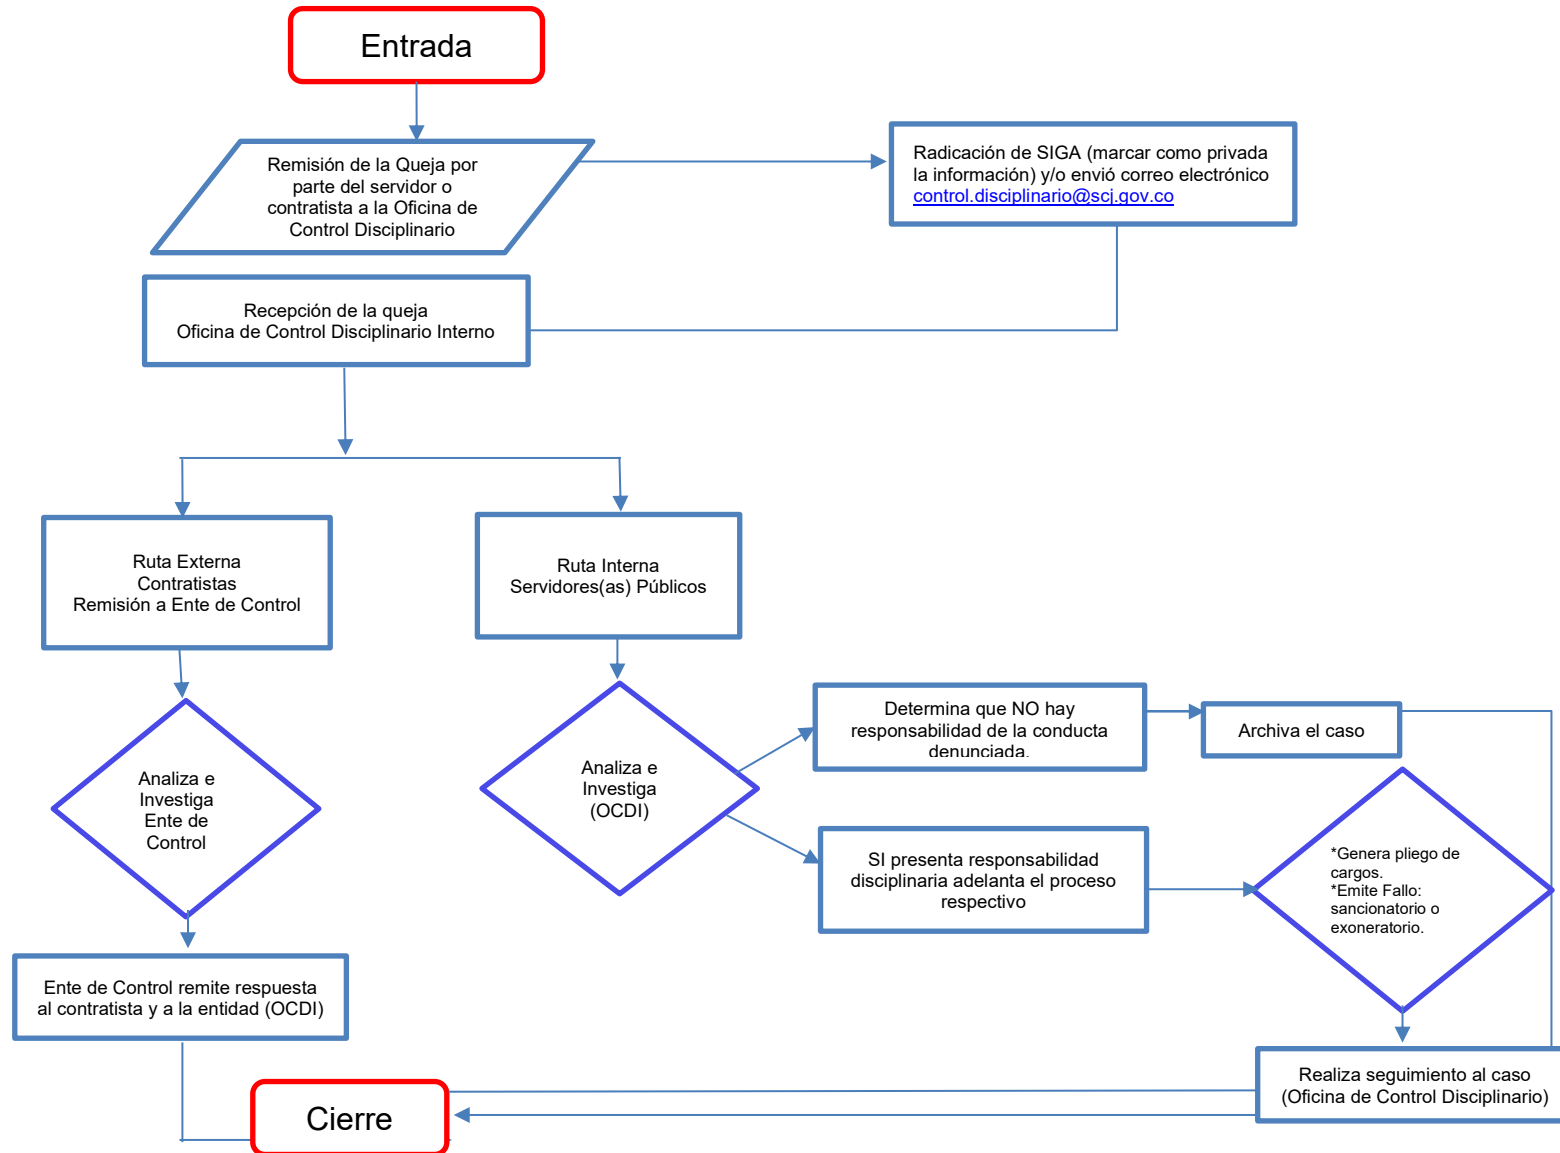 Entrada
Remisión de la Queja por
parte del servidor o
contratista a la Oficina de
Control Disciplinario
Radicación de SIGA (marcar como privada
la información) y/o envió correo electrónico
control.disciplinario@scj.gov.co
Recepción de la queja
Oficina de Control Disciplinario Interno
Ruta Externa
Contratistas
Remisión a Ente de Control
Ruta Interna
Servidores(as) Públicos
Analiza e
Investiga
Ente de
Control
Analiza e
Investiga
(OCDI)
Determina que NO hay
responsabilidad de la conducta
denunciada.
Archiva el caso
SI presenta responsabilidad
disciplinaria adelanta el proceso
respectivo
*Genera pliego de
cargos.
*Emite Fallo:
sancionatorio o
exoneratorio.
Ente de Control remite respuesta
al contratista y a la entidad (OCDI)
Realiza seguimiento al caso
(Oficina de Control Disciplinario)
Cierre